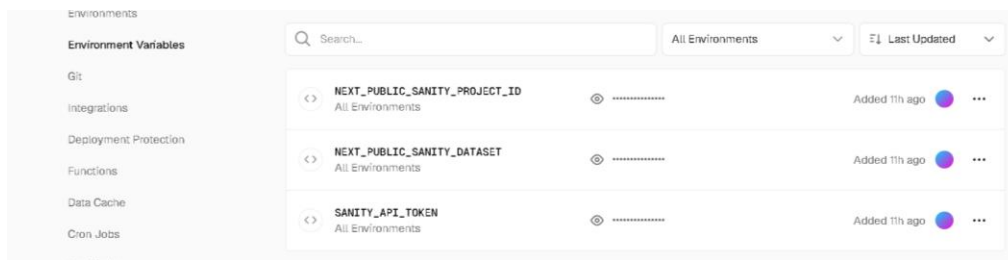 Environments
Environment Variables
Git
Integrations
Deployment Protection
Functions
Data Cache
Cron Jobs
Search...
All Environments
Last Updated
NEXT_PUBLIC_SANITY_PROJECT_ID
All Environments
•••••••••••••••
Added 11h ago
NEXT_PUBLIC_SANITY_DATASET
All Environments
•••••••••••••••
Added 11h ago
SANITY_API_TOKEN
All Environments
•••••••••••••••
Added 11h ago